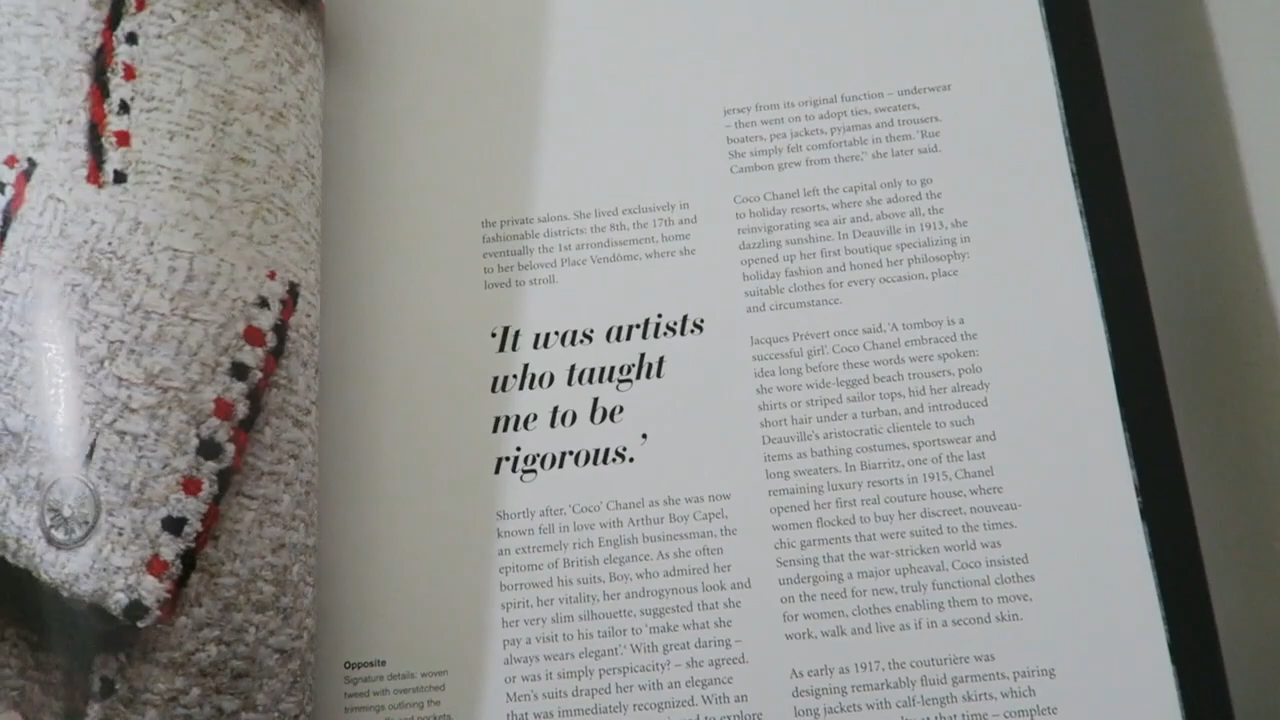 the private salons. She lived exclusively in
fashionable districts: the 8th, the 17th and
eventually the 1st arrondissement, home
to her beloved Place Vendôme, where she
loved to stroll.
‘It was artists
who taught
me to be
rigorous.’
Shortly after, ‘Coco’ Chanel as she was now
known fell in love with Arthur Boy Capel,
an extremely rich English businessman, the
epitome of British elegance. As she often
borrowed his suits, Boy, who admired her
spirit, her vitality, her androgynous look and
her very slim silhouette, suggested that she
pay a visit to his tailor to ‘make what she
always wears elegant’.‘ With great daring –
or was it simply perspicacity? – she agreed.
Men’s suits draped her with an elegance
that was immediately recognized. With an
to explore
jersey from its original function – underwear
– then went on to adopt ties, sweaters,
boaters, pea jackets, pyjamas and trousers.
She simply felt comfortable in them. ‘Rue
Cambon grew from there,” she later said.
Coco Chanel left the capital only to go
to holiday resorts, where she adored the
reinvigorating sea air and, above all, the
dazzling sunshine. In Deauville in 1913, she
opened up her first boutique specializing in
holiday fashion and honed her philosophy:
suitable clothes for every occasion, place
and circumstance.
Jacques Prévert once said, ‘A tomboy is a
successful girl’. Coco Chanel embraced the
idea long before these words were spoken:
she wore wide-legged beach trousers, polo
shirts or striped sailor tops, hid her already
short hair under a turban, and introduced
Deauville’s aristocratic clientele to such
items as bathing costumes, sportswear and
long sweaters. In Biarritz, one of the last
remaining luxury resorts in 1915, Chanel
opened her first real couture house, where
women flocked to buy her discreet, nouveau-
chic garments that were suited to the times.
Sensing that the war-stricken world was
undergoing a major upheaval, Coco insisted
on the need for new, truly functional clothes
for women, clothes enabling them to move,
work, walk and live as if in a second skin.
As early as 1917, the couturière was
designing remarkably fluid garments, pairing
long jackets with calf-length skirts, which
at that time – complete
Opposite
Signature details: woven
tweed with overstitched
trimmings outlining the
and pockets,